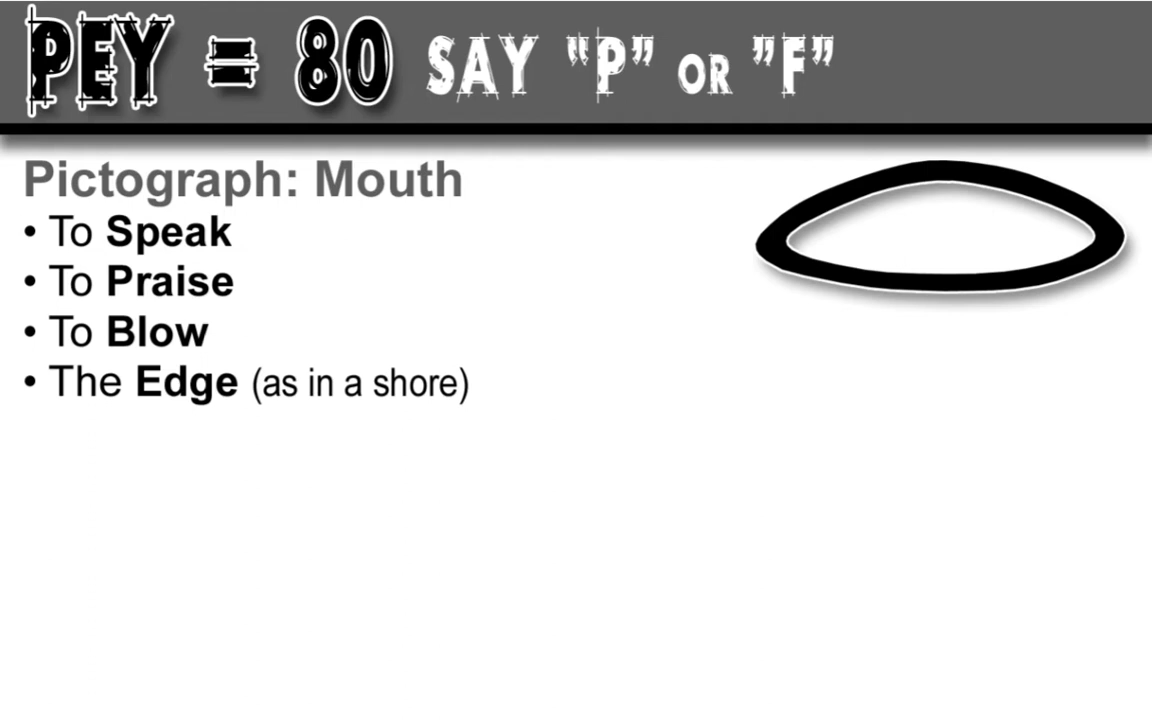 PEY = 80 SAY "P" OR "F"
Pictograph: Mouth
• To Speak
• To Praise
• To Blow
• The Edge (as in a shore)